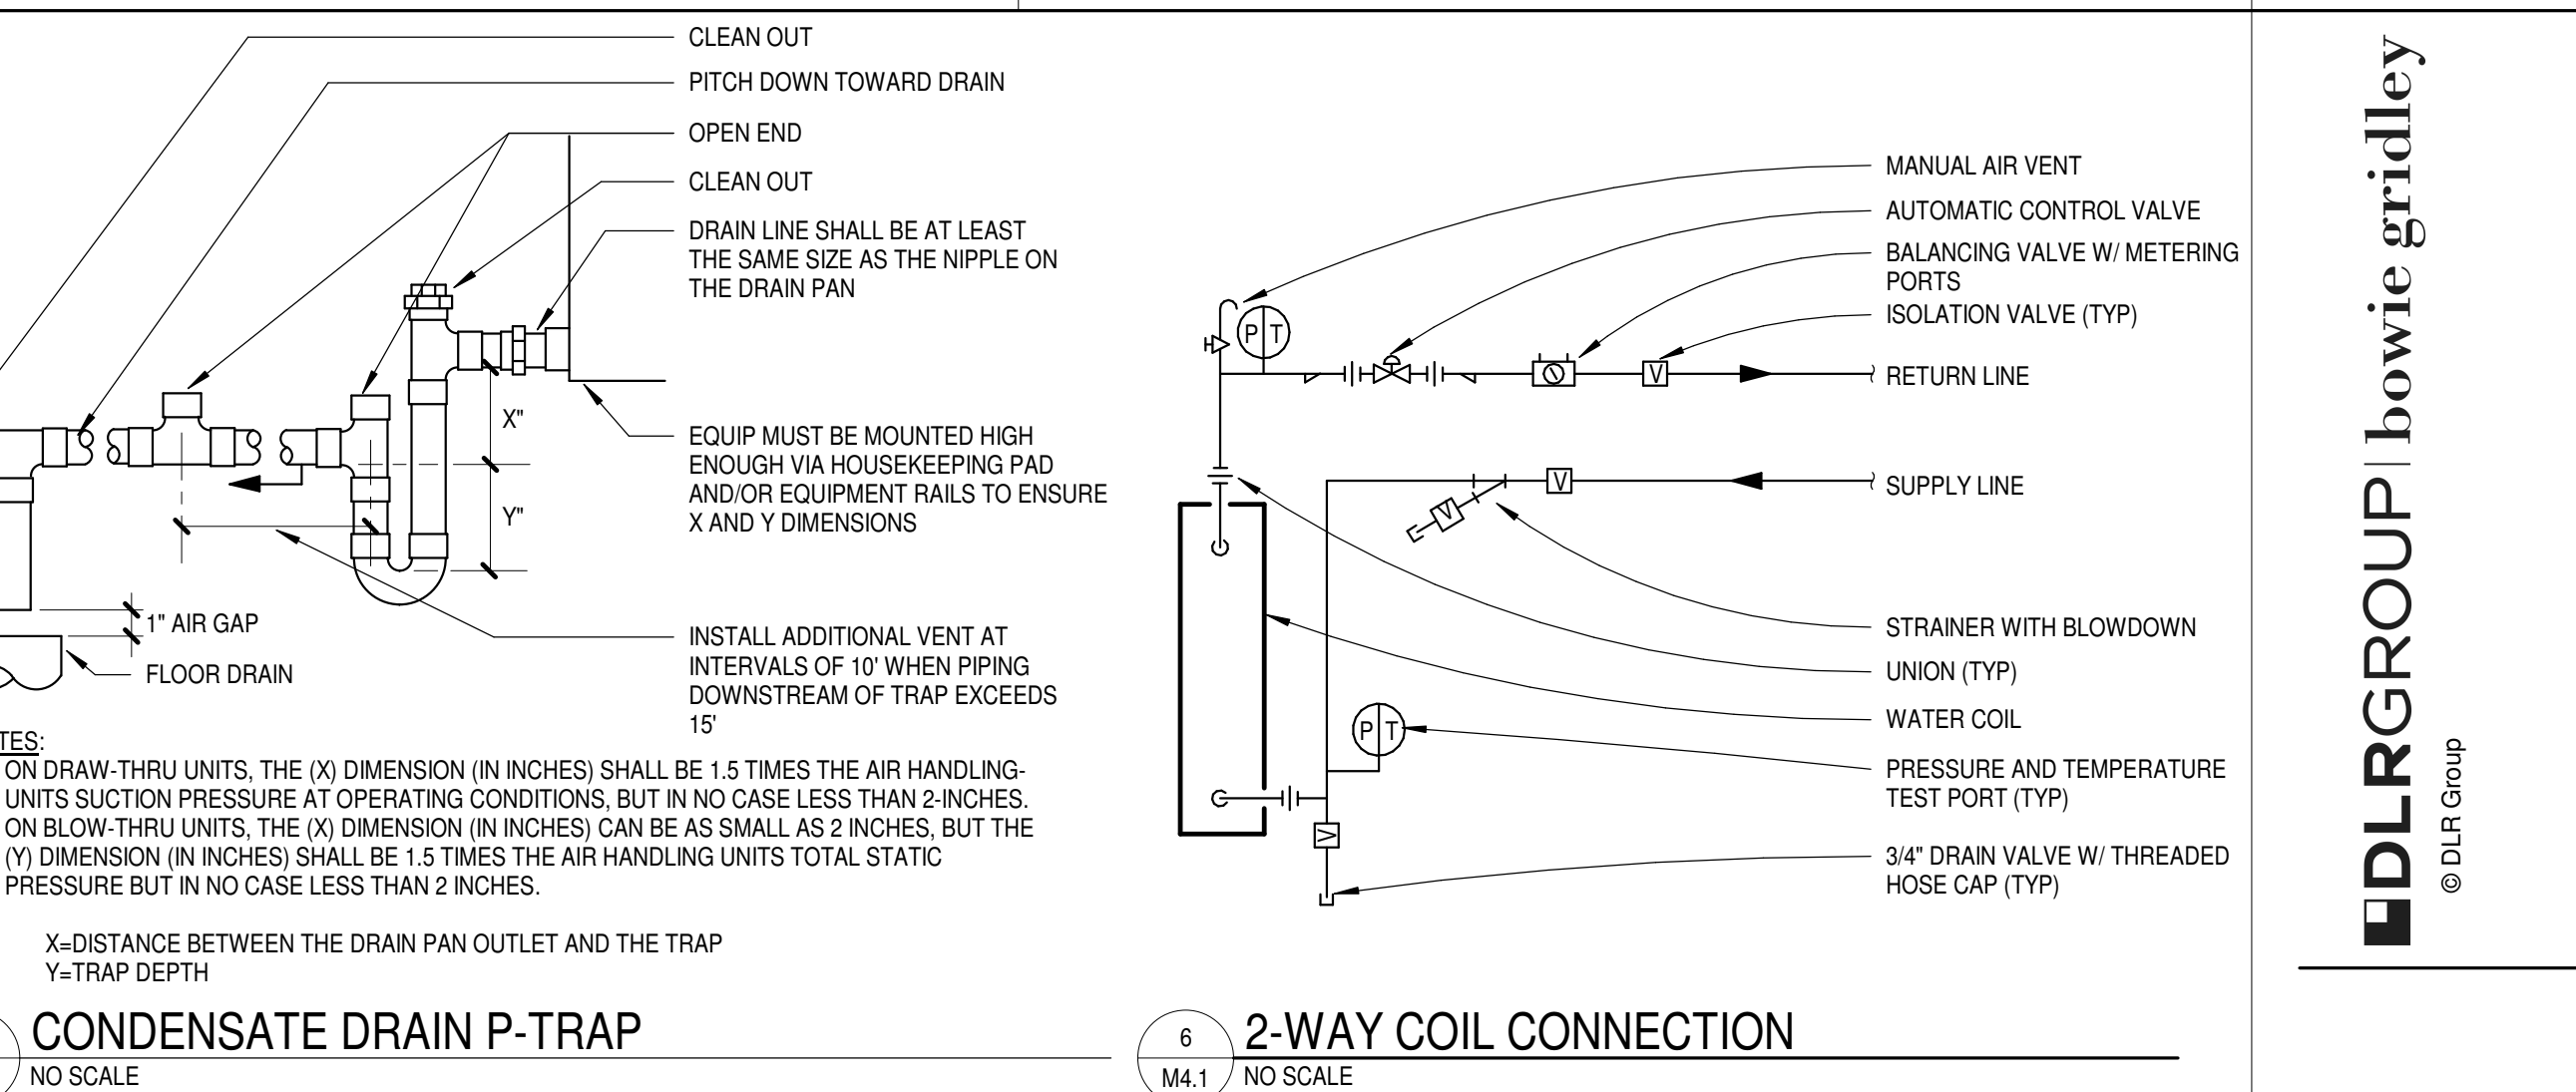 CLEAN OUT
PITCH DOWN TOWARD DRAIN
OPEN END
CLEAN OUT
DRAIN LINE SHALL BE AT LEAST
THE SAME SIZE AS THE NIPPLE ON
THE DRAIN PAN
X"
EQUIP MUST BE MOUNTED HIGH
ENOUGH VIA HOUSEKEEPING PAD
AND/OR EQUIPMENT RAILS TO ENSURE
X AND Y DIMENSIONS
Y"
1" AIR GAP
FLOOR DRAIN
INSTALL ADDITIONAL VENT AT
INTERVALS OF 10' WHEN PIPING
DOWNSTREAM OF TRAP EXCEEDS
15'
TES:
ON DRAW-THRU UNITS, THE (X) DIMENSION (IN INCHES) SHALL BE 1.5 TIMES THE AIR HANDLING-
UNITS SUCTION PRESSURE AT OPERATING CONDITIONS, BUT IN NO CASE LESS THAN 2-INCHES.
ON BLOW-THRU UNITS, THE (X) DIMENSION (IN INCHES) CAN BE AS SMALL AS 2 INCHES, BUT THE
(Y) DIMENSION (IN INCHES) SHALL BE 1.5 TIMES THE AIR HANDLING UNITS TOTAL STATIC
PRESSURE BUT IN NO CASE LESS THAN 2 INCHES.
X=DISTANCE BETWEEN THE DRAIN PAN OUTLET AND THE TRAP
Y=TRAP DEPTH
CONDENSATE DRAIN P-TRAP
NO SCALE
MANUAL AIR VENT
AUTOMATIC CONTROL VALVE
BALANCING VALVE W/ METERING
PORTS
ISOLATION VALVE (TYP)
P T
V
RETURN LINE
V
SUPPLY LINE
V
STRAINER WITH BLOWDOWN
UNION (TYP)
WATER COIL
P T
PRESSURE AND TEMPERATURE
TEST PORT (TYP)
V
3/4" DRAIN VALVE W/ THREADED
HOSE CAP (TYP)
6
M4.1
2-WAY COIL CONNECTION
NO SCALE
DLRGROUP | bowie gridley
© DLR Group